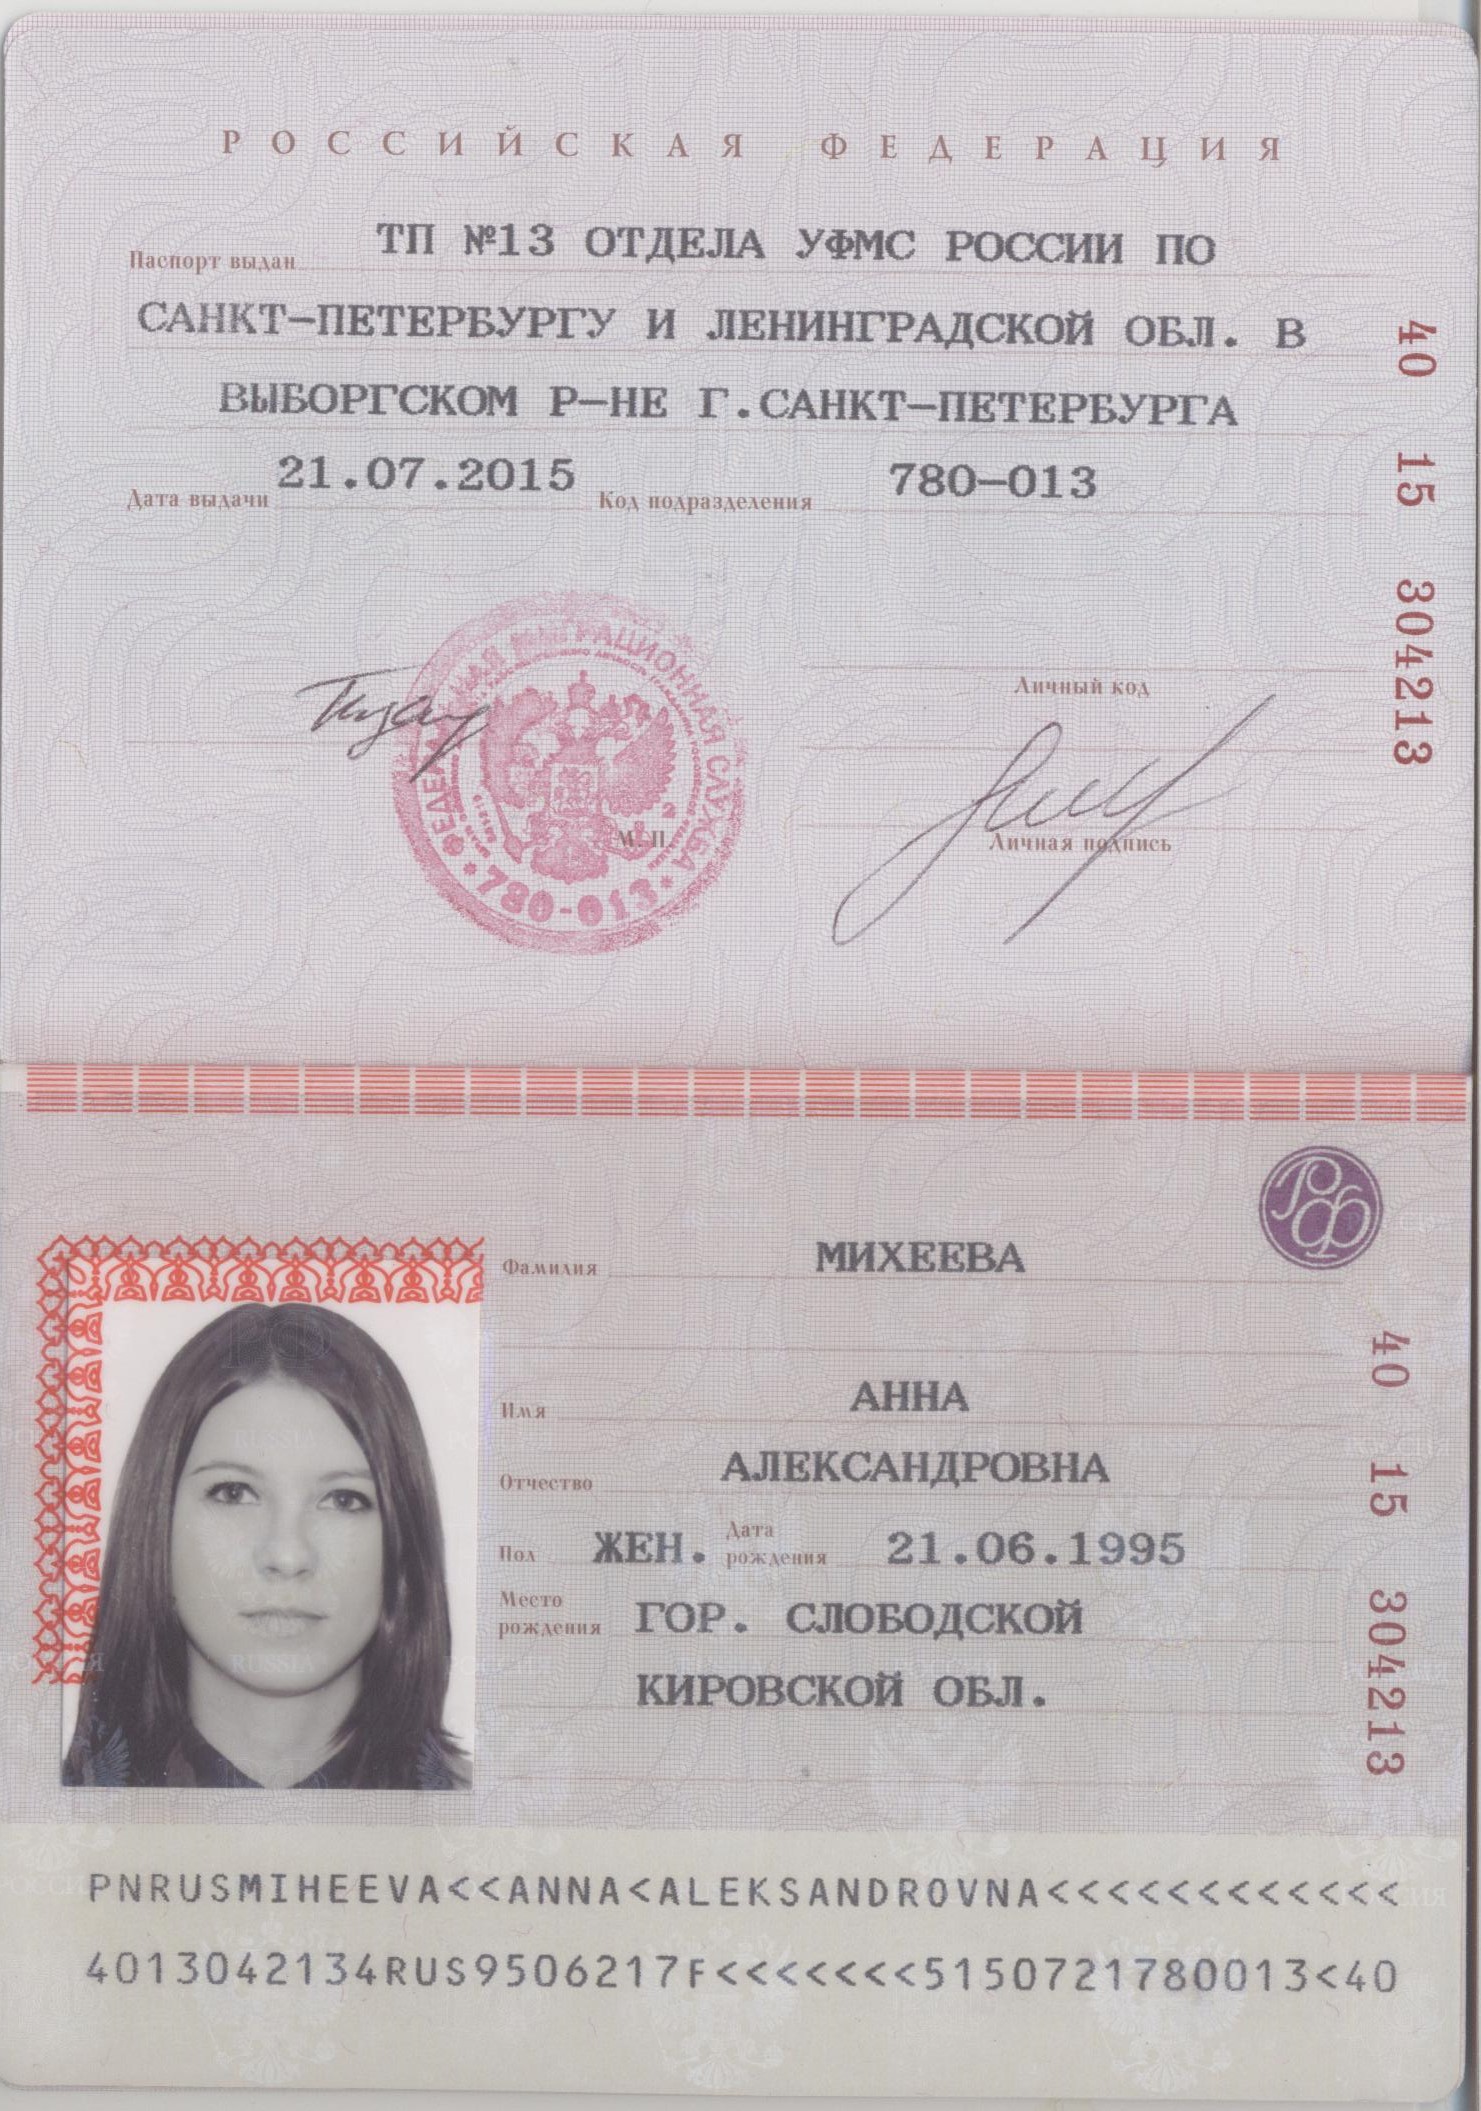 РОССИЙСКАЯ ФЕДЕРАЦИЯ
Паспорт выдан ТП №13 ОТДЕЛА УФМС РОССИИ ПО
САНКТ-ПЕТЕРБУРГУ И ЛЕНИНГРАДСКОЙ ОБЛ. В
ВЫБОРГСКОМ Р-НЕ Г.САНКТ-ПЕТЕРБУРГА
Дата выдачи 21.07.2015 Код подразделения 780-013
40 15 304213
ФЕДЕРАЛЬНАЯ МИГРАЦИОННАЯ СЛУЖБА
780-013
М.П.
Личный код
Личная подпись
РФ
Фамилия МИХЕЕВА
Имя АННА
Отчество АЛЕКСАНДРОВНА
Пол ЖЕН. Дата рождения 21.06.1995
Место рождения ГОР. СЛОБОДСКОЙ
КИРОВСКОЙ ОБЛ.
40 15 304213
РФ
RUSSIA
RUSSIA
PNRUSMIHEEVA<<ANNA<ALEKSANDROVNA<<<<<<<<<<<<
4013042134RUS9506217F<<<<<<<5150721780013<40